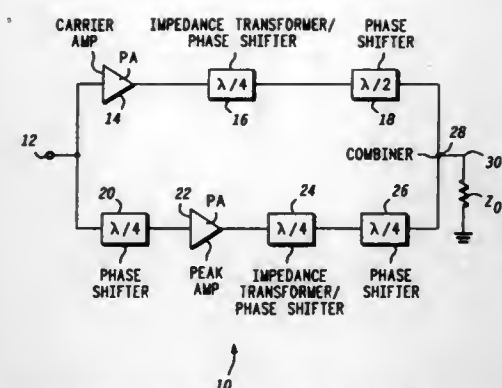 CARRIER
AMP
PA
14
IMPEDANCE TRANSFORMER/
PHASE SHIFTER
λ/4
16
PHASE
SHIFTER
λ/2
18
12
28
30
COMBINER
Z0
20
λ/4
PHASE
SHIFTER
22
PA
PEAK
AMP
24
λ/4
IMPEDANCE
TRANSFORMER/
PHASE SHIFTER
26
λ/4
PHASE
SHIFTER
10